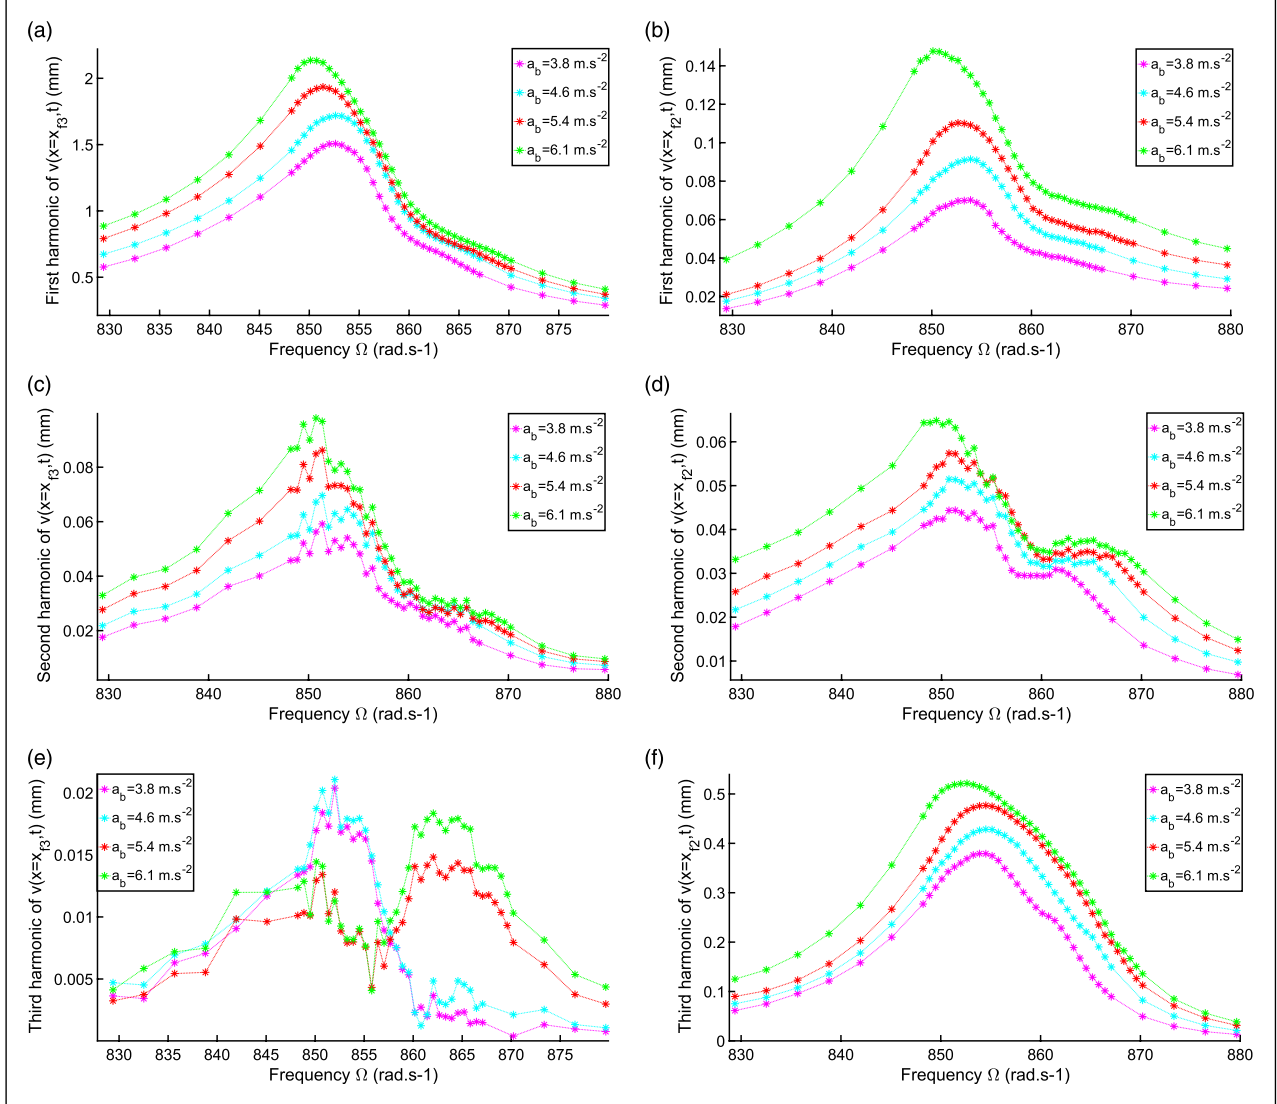 (a)
First harmonic of v(x=x_f3,t) (mm)
2
1.5
1
0.5
830 835 840 845 850 855 860 865 870 875
Frequency Ω (rad.s-1)
a_b=3.8 m.s^-2
a_b=4.6 m.s^-2
a_b=5.4 m.s^-2
a_b=6.1 m.s^-2
(b)
First harmonic of v(x=x_f2,t) (mm)
0.14
0.12
0.1
0.08
0.06
0.04
0.02
830 840 850 860 870 880
Frequency Ω (rad.s-1)
a_b=3.8 m.s^-2
a_b=4.6 m.s^-2
a_b=5.4 m.s^-2
a_b=6.1 m.s^-2
(c)
Second harmonic of v(x=x_f3,t) (mm)
0.08
0.06
0.04
0.02
830 840 850 860 870 880
Frequency Ω (rad.s-1)
a_b=3.8 m.s^-2
a_b=4.6 m.s^-2
a_b=5.4 m.s^-2
a_b=6.1 m.s^-2
(d)
Second harmonic of v(x=x_f2,t) (mm)
0.06
0.05
0.04
0.03
0.02
0.01
830 840 850 860 870 880
Frequency Ω (rad.s-1)
a_b=3.8 m.s^-2
a_b=4.6 m.s^-2
a_b=5.4 m.s^-2
a_b=6.1 m.s^-2
(e)
Third harmonic of v(x=x_f3,t) (mm)
0.02
0.015
0.01
0.005
830 835 840 845 850 855 860 865 870 875
Frequency Ω (rad.s-1)
a_b=3.8 m.s^-2
a_b=4.6 m.s^-2
a_b=5.4 m.s^-2
a_b=6.1 m.s^-2
(f)
Third harmonic of v(x=x_f2,t) (mm)
0.5
0.4
0.3
0.2
0.1
0
830 840 850 860 870 880
Frequency Ω (rad.s-1)
a_b=3.8 m.s^-2
a_b=4.6 m.s^-2
a_b=5.4 m.s^-2
a_b=6.1 m.s^-2